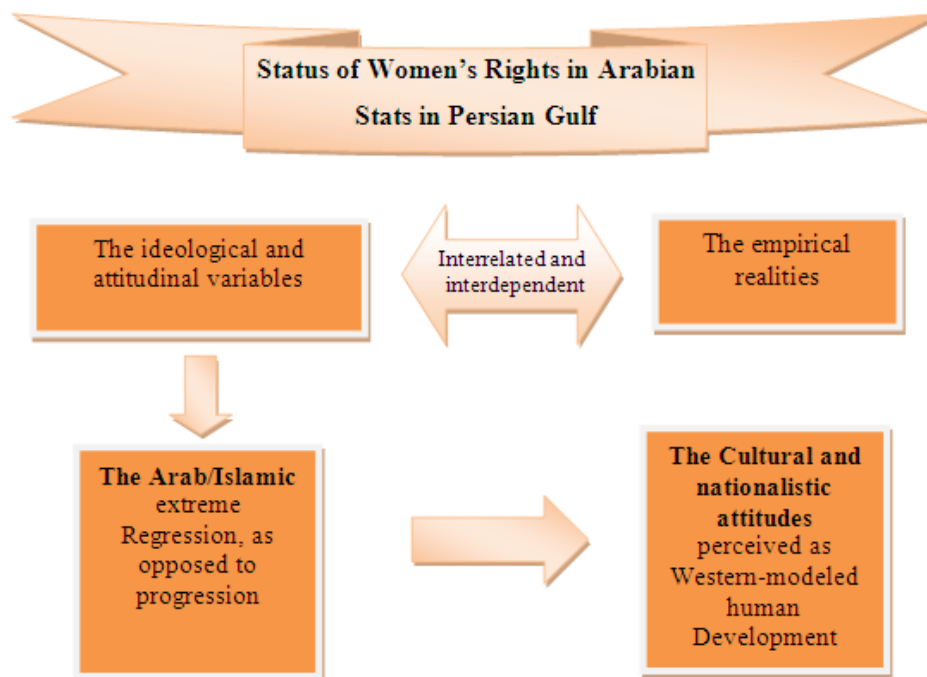 Status of Women's Rights in Arabian
Stats in Persian Gulf
The ideological and
attitudinal variables
Interrelated and
interdependent
The empirical
realities
The Arab/Islamic
extreme
Regression, as
opposed to
progression
The Cultural and
nationalistic
attitudes
perceived as
Western-modeled
human
Development